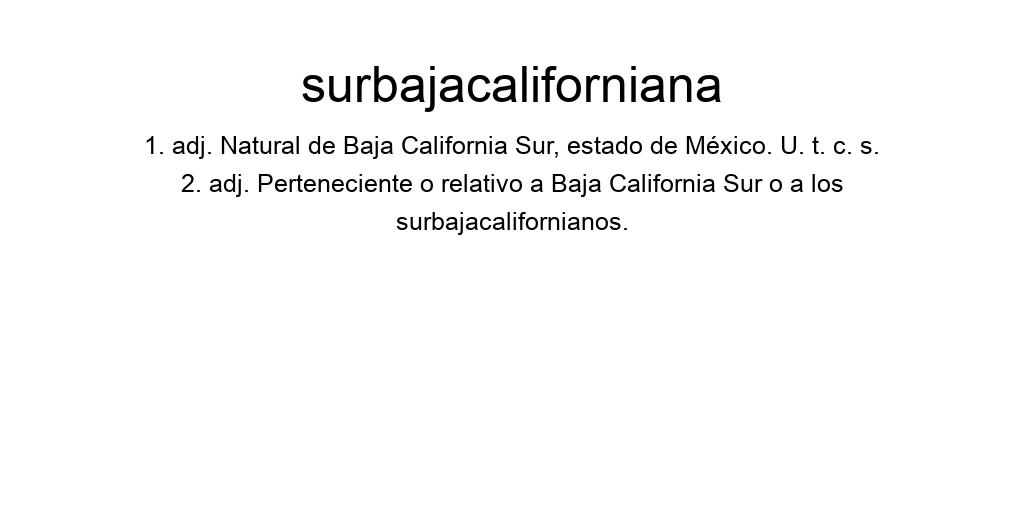 surbajacaliforniana
1. adj. Natural de Baja California Sur, estado de México. U. t. c. s.
2. adj. Perteneciente o relativo a Baja California Sur o a los
surbajacalifornianos.